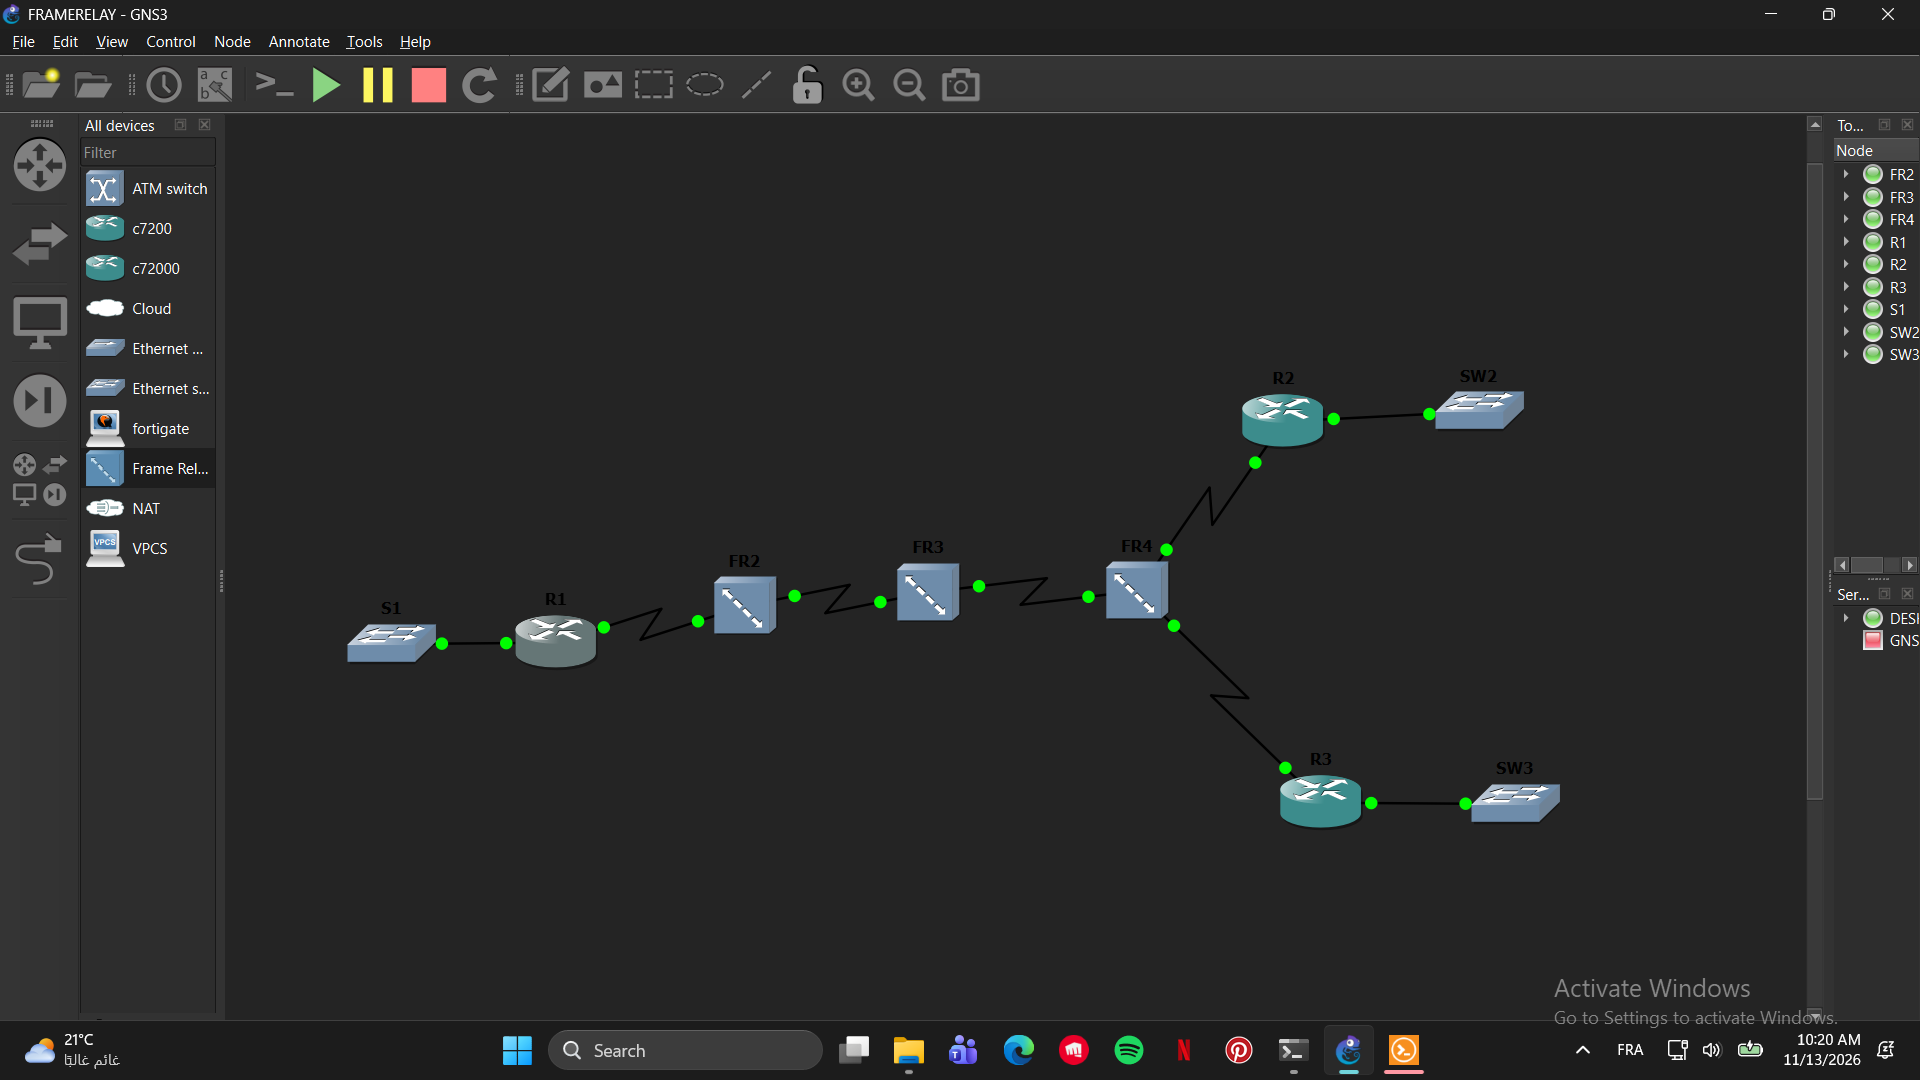 FRAMERELAY - GNS3
File Edit View Control Node Annotate Tools Help
All devices
Filter
ATM switch
c7200
c72000
Cloud
Ethernet ...
Ethernet s...
fortigate
Frame Rel...
NAT
VPCS
VPCS
S1
R1
FR2
FR3
FR4
R2
SW2
R3
SW3
To...
Node
FR2
FR3
FR4
R1
R2
R3
S1
SW2
SW3
Ser...
DESI
GNS
Activate Windows
Go to Settings to activate Windows.
21°C
غائم غالبًا
Search
FRA
10:20 AM
11/13/2026